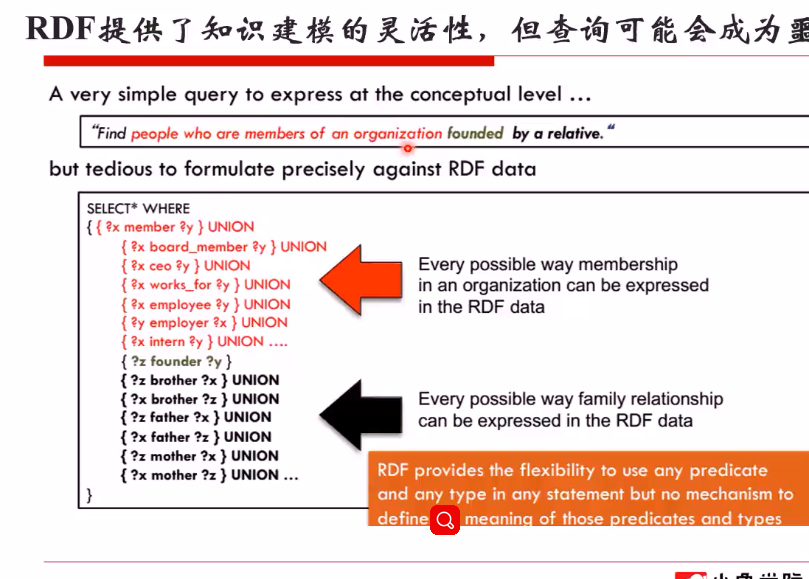 RDF提供了知识建模的灵活性，但查询可能会成为
A very simple query to express at the conceptual level …
“Find people who are members of an organization founded by a relative.“
but tedious to formulate precisely against RDF data
SELECT* WHERE
{ { ?x member ?y } UNION
{ ?x board_member ?y } UNION
{ ?x ceo ?y } UNION
{ ?x works_for ?y } UNION
{ ?x employee ?y } UNION
{ ?y employer ?x } UNION
{ ?x intern ?y } UNION ….
{ ?z founder ?y }
{ ?z brother ?x } UNION
{ ?x brother ?z } UNION
{ ?z father ?x } UNION
{ ?x father ?z } UNION
{ ?z mother ?x } UNION
{ ?x mother ?z } UNION …
}
Every possible way membership
in an organization can be expressed
in the RDF data
Every possible way family relationship
can be expressed in the RDF data
RDF provides the flexibility to use any predicate
and any type in any statement but no mechanism to
define meaning of those predicates and types